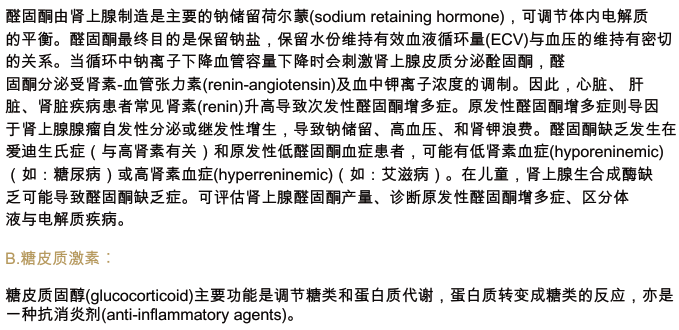 醛固酮由肾上腺制造是主要的钠储留荷尔蒙(sodium retaining hormone)，可调节体内电解质
的平衡。醛固酮最终目的是保留钠盐，保留水份维持有效血液循环量(ECV)与血压的维持有密切
的关系。当循环中钠离子下降血管容量下降时会刺激肾上腺皮质分泌酫固酮，醛
固酮分泌受肾素-血管张力素(renin-angiotensin)及血中钾离子浓度的调制。因此，心脏、 肝
脏、肾脏疾病患者常见肾素(renin)升高导致次发性醛固酮增多症。原发性醛固酮增多症则导因
于肾上腺腺瘤自发性分泌或继发性增生，导致钠储留、高血压、和肾钾浪费。醛固酮缺乏发生在
爱迪生氏症（与高肾素有关）和原发性低醛固酮血症患者，可能有低肾素血症(hyporeninemic)
（如：糖尿病）或高肾素血症(hyperreninemic)（如：艾滋病）。在儿童，肾上腺生合成酶缺
乏可能导致醛固酮缺乏症。可评估肾上腺醛固酮产量、诊断原发性醛固酮增多症、区分体
液与电解质疾病。
B.糖皮质激素：
糖皮质固醇(glucocorticoid)主要功能是调节糖类和蛋白质代谢，蛋白质转变成糖类的反应，亦是
一种抗消炎剂(anti-inflammatory agents)。